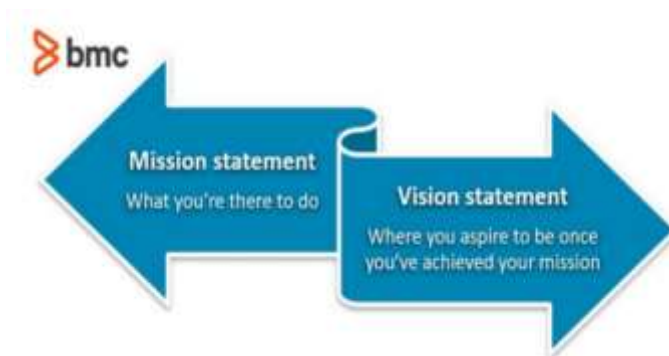 bmc
Mission statement
What you're there to do
Vision statement
Where you aspire to be once
you've achieved your mission